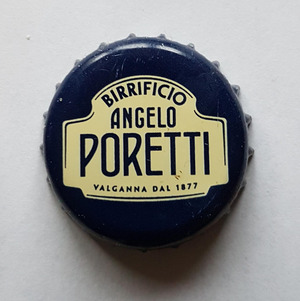 BIRRIFICIO
ANGELO
PORETTI
VALGANNA DAL 1877